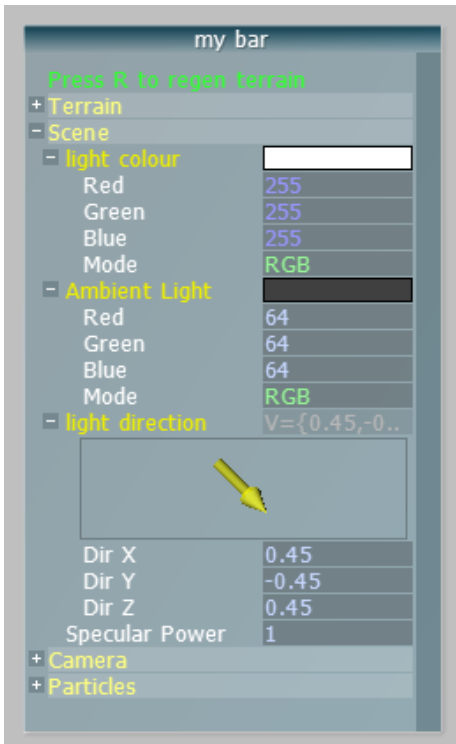 my bar
Press R to regen terrain
+ Terrain
- Scene
- light colour
Red 255
Green 255
Blue 255
Mode RGB
- Ambient Light
Red 64
Green 64
Blue 64
Mode RGB
- light direction V={0.45,-0..
Dir X 0.45
Dir Y -0.45
Dir Z 0.45
Specular Power 1
+ Camera
+ Particles